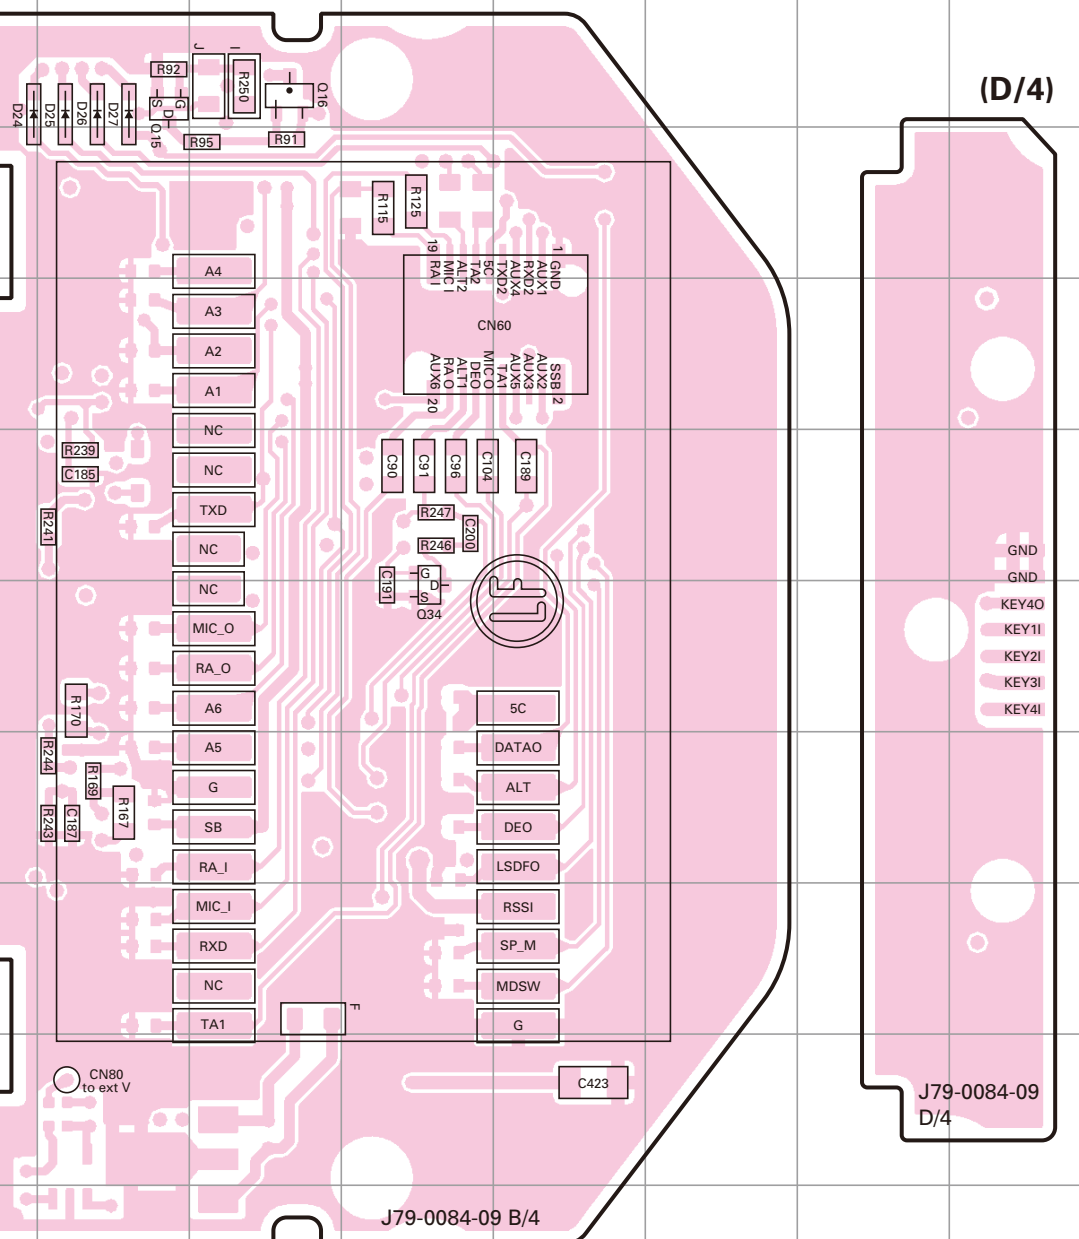 R92
J
I
R250
Q16
(D/4)
D24
D25
D26
D27
S
G
D
Q15
R95
R91
R115
R125
19
1
RA I
MIC I
ALT2
TA2
5C
TXD2
AUX4
RXD2
AUX1
GND
CN60
AUX6
RA O
ALT1
DEO
MIC O
TA1
AUX5
AUX3
AUX2
SSB
20
2
A4
A3
A2
A1
NC
NC
TXD
NC
NC
MIC_O
RA_O
A6
A5
G
SB
RA_I
MIC_I
RXD
NC
TA1
R239
C185
R241
C90
C91
C96
C104
C189
R247
C200
R246
C191
G
D
S
Q34
R170
R244
R169
R167
R243
C187
5C
DATAO
ALT
DEO
LSDFO
RSSI
SP_M
MDSW
G
F
GND
GND
KEY4O
KEY1I
KEY2I
KEY3I
KEY4I
CN80
to ext V
C423
J79-0084-09
D/4
J79-0084-09 B/4